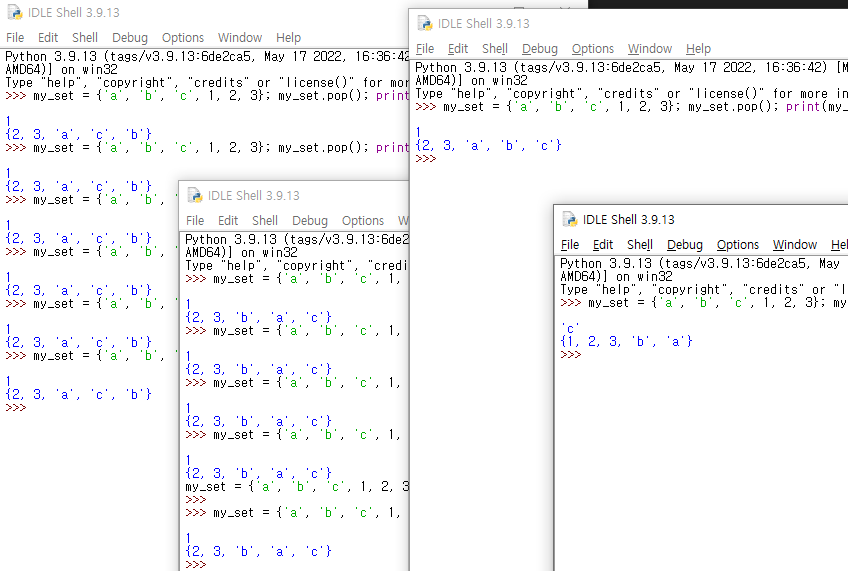 IDLE Shell 3.9.13
File Edit Shell Debug Options Window Help
Python 3.9.13 (tags/v3.9.13:6de2ca5, May 17 2022, 16:36:42
AMD64)] on win32
Type "help", "copyright", "credits" or "license()" for more
>>> my_set = {'a', 'b', 'c', 1, 2, 3}; my_set.pop(); print
1
{2, 3, 'a', 'c', 'b'}
>>> my_set = {'a', 'b', 'c', 1, 2, 3}; my_set.pop(); print
1
{2, 3, 'a', 'c', 'b'}
>>> my_set = {'a', 'b', '
1
{2, 3, 'a', 'c', 'b'}
>>> my_set = {'a', 'b', '
1
{2, 3, 'a', 'c', 'b'}
>>> my_set = {'a', 'b', '
1
{2, 3, 'a', 'c', 'b'}
>>> my_set = {'a', 'b', '
1
{2, 3, 'a', 'c', 'b'}
>>>
IDLE Shell 3.9.13
File Edit Shell Debug Options W
Python 3.9.13 (tags/v3.9.13:6de2
AMD64)] on win32
Type "help", "copyright", "credi
>>> my_set = {'a', 'b', 'c', 1,
1
{2, 3, 'b', 'a', 'c'}
>>> my_set = {'a', 'b', 'c', 1,
1
{2, 3, 'b', 'a', 'c'}
>>> my_set = {'a', 'b', 'c', 1,
1
{2, 3, 'b', 'a', 'c'}
>>> my_set = {'a', 'b', 'c', 1,
1
{2, 3, 'b', 'a', 'c'}
my_set = {'a', 'b', 'c', 1, 2, 3
>>>
>>> my_set = {'a', 'b', 'c', 1,
1
{2, 3, 'b', 'a', 'c'}
>>>
IDLE Shell 3.9.13
File Edit Shell Debug Options Window Help
Python 3.9.13 (tags/v3.9.13:6de2ca5, May 17 2022, 16:36:42) [M
AMD64)] on win32
Type "help", "copyright", "credits" or "license()" for more in
>>> my_set = {'a', 'b', 'c', 1, 2, 3}; my_set.pop(); print(my_
1
{2, 3, 'a', 'b', 'c'}
>>>
IDLE Shell 3.9.13
File Edit Shell Debug Options Window Hel
Python 3.9.13 (tags/v3.9.13:6de2ca5, May
AMD64)] on win32
Type "help", "copyright", "credits" or "l
>>> my_set = {'a', 'b', 'c', 1, 2, 3}; my
'c'
{1, 2, 3, 'b', 'a'}
>>>